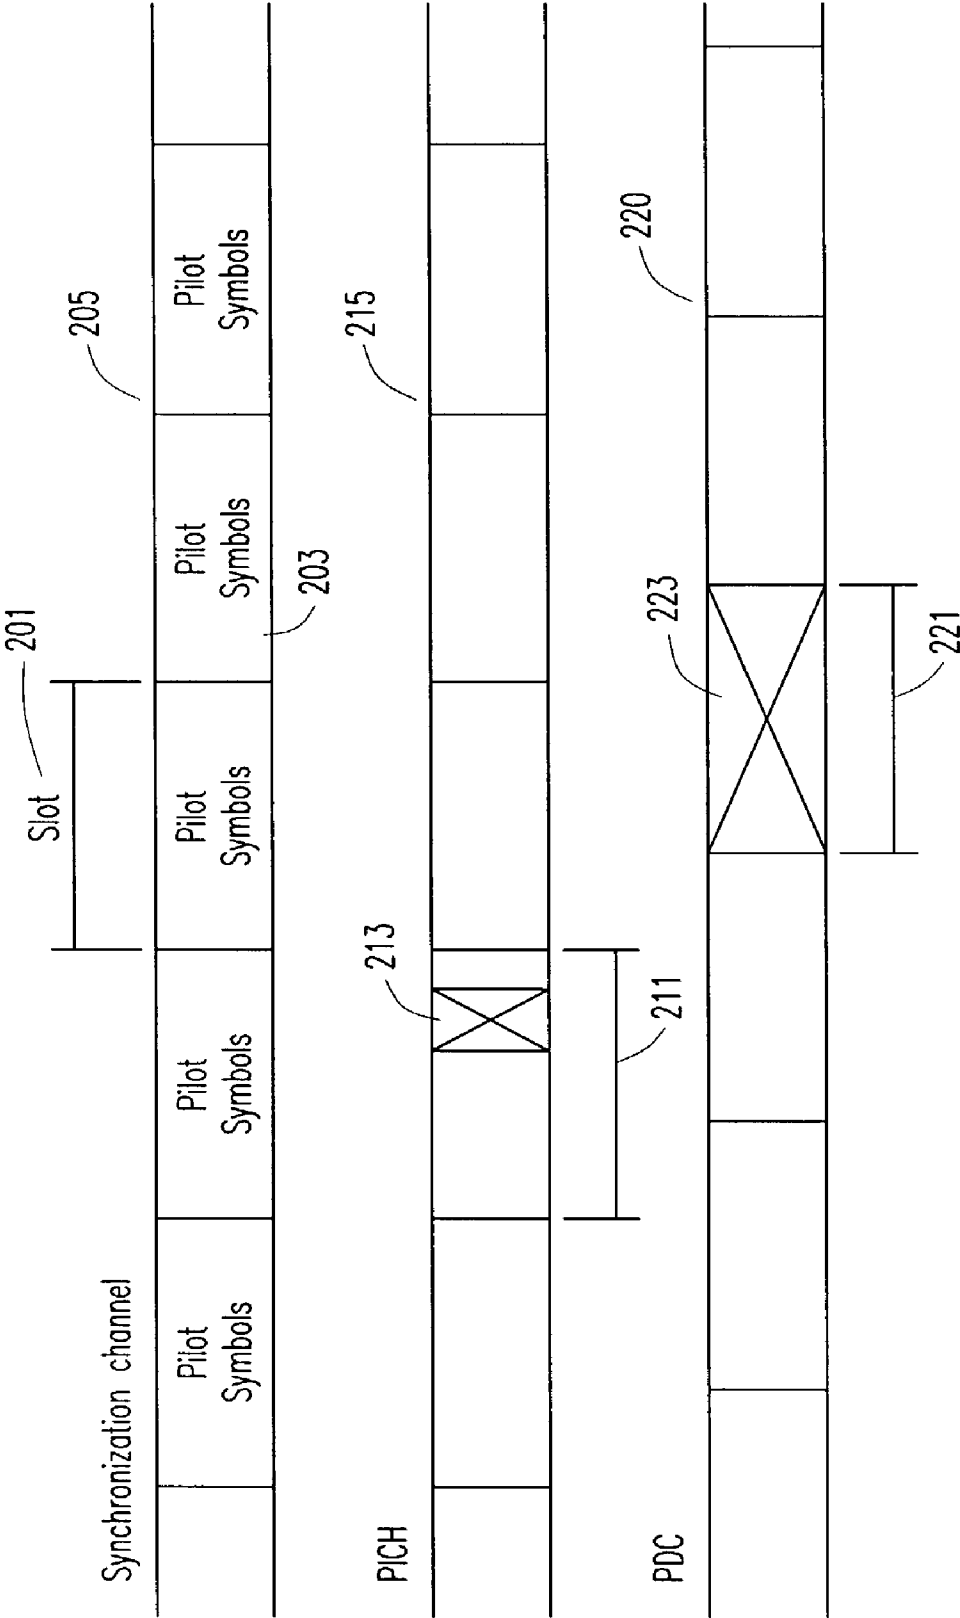 Slot
201
205
Synchronization channel
Pilot
Symbols
Pilot
Symbols
Pilot
Symbols
Pilot
Symbols
Pilot
Symbols
203
PICH
213
215
211
PDC
223
220
221